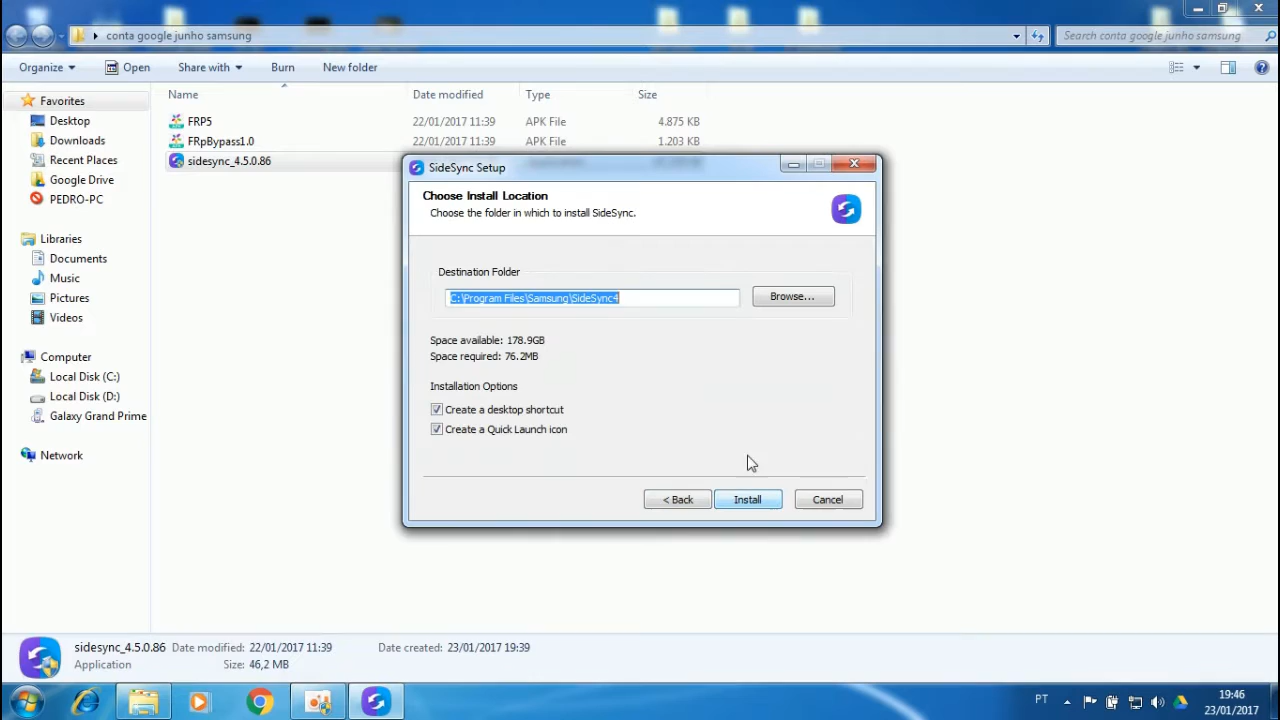 conta google junho samsung
Search conta google junho samsung
Organize
Open
Share with
Burn
New folder
Favorites
Desktop
Downloads
Recent Places
Google Drive
PEDRO-PC
Libraries
Documents
Music
Pictures
Videos
Computer
Local Disk (C:)
Local Disk (D:)
Galaxy Grand Prime
Network
Name Date modified Type Size
FRP5 22/01/2017 11:39 APK File 4.875 KB
FRpBypass1.0 22/01/2017 11:39 APK File 1.203 KB
sidesync_4.5.0.86
SideSync Setup
Choose Install Location
Choose the folder in which to install SideSync.
Destination Folder
C:\Program Files\Samsung\SideSync4
Browse...
Space available: 178.9GB
Space required: 76.2MB
Installation Options
Create a desktop shortcut
Create a Quick Launch icon
< Back Install Cancel
sidesync_4.5.0.86 Date modified: 22/01/2017 11:39 Date created: 23/01/2017 19:39
Application Size: 46,2 MB
PT
19:46
23/01/2017